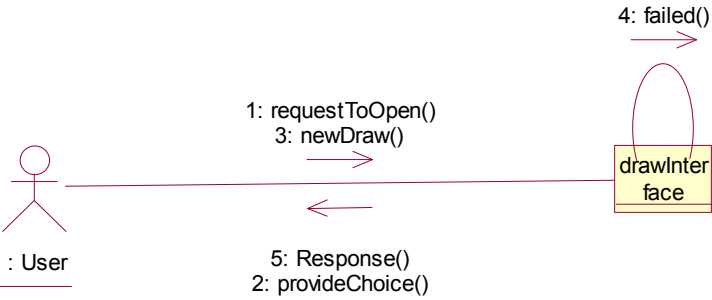 4: failed()
1: requestToOpen()
3: newDraw()
drawInter
face
: User
5: Response()
2: provideChoice()